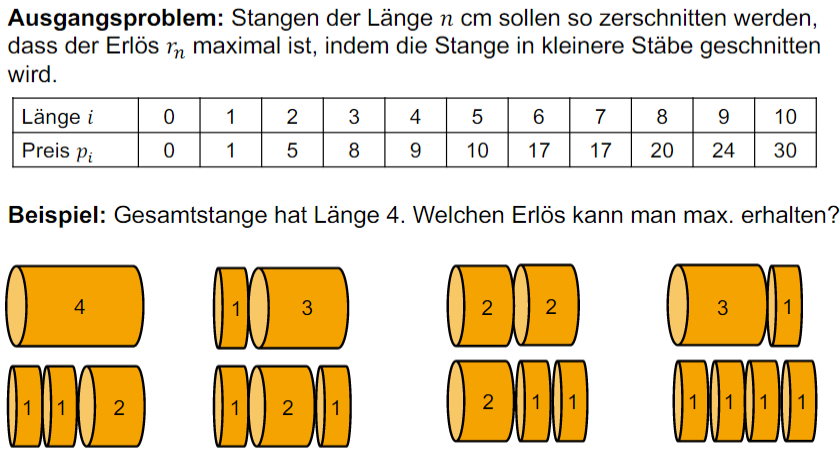 Ausgangsproblem: Stangen der Länge n cm sollen so zerschnitten werden,
dass der Erlös rₙ maximal ist, indem die Stange in kleinere Stäbe geschnitten
wird.
Länge i 0 1 2 3 4 5 6 7 8 9 10
Preis pᵢ 0 1 5 8 9 10 17 17 20 24 30
Beispiel: Gesamtstange hat Länge 4. Welchen Erlös kann man max. erhalten?
4 1 3 2 2 3 1
1 1 2 1 2 1 2 1 1 1 1 1 1